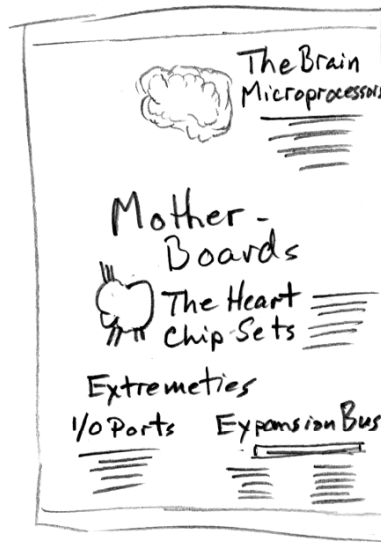 The Brain
Microprocessors
Mother-
Boards
The Heart
Chip Sets
Extremeties
I/O Ports
Expansion Bus